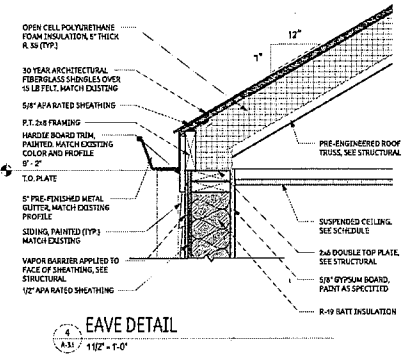 OPEN CELL POLYURETHANE
FOAM INSULATION, 5" THICK
R 39 (TYP.)
30 YEAR ARCHITECTURAL
FIBERGLASS SHINGLES OVER
15 LB FELT. MATCH EXISTING
5/8" APA RATED SHEATHING
P.T. 2x8 FRAMING
HARDIE BOARD TRIM,
PAINTED. MATCH EXISTING
COLOR AND PROFILE
9' - 2"
T.O. PLATE
5" PRE-FINISHED METAL
GUTTER, MATCH EXISTING
PROFILE
SIDING, PAINTED (TYP.)
MATCH EXISTING
VAPOR BARRIER APPLIED TO
FACE OF SHEATHING, SEE
STRUCTURAL
1/2" APA RATED SHEATHING
12"
7"
PRE-ENGINEERED ROOF
TRUSS, SEE STRUCTURAL
SUSPENDED CEILING.
SEE SCHEDULE
2x6 DOUBLE TOP PLATE.
SEE STRUCTURAL
5/8" GYPSUM BOARD,
PAINT AS SPECIFIED
R-19 BATT INSULATION
4
A-3.1
EAVE DETAIL
1 1/2" = 1'-0"